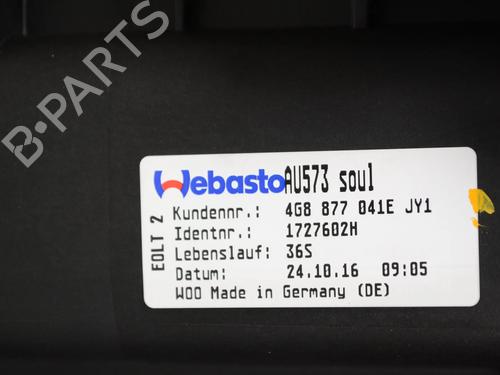 B-PARTS
Webasto AU573 soul
Kundennr.: 4G8 877 041E JY1
Identnr.: 1727602H
Lebenslauf: 36S
Datum: 24.10.16 09:05
WOO Made in Germany (DE)
EOLT 2